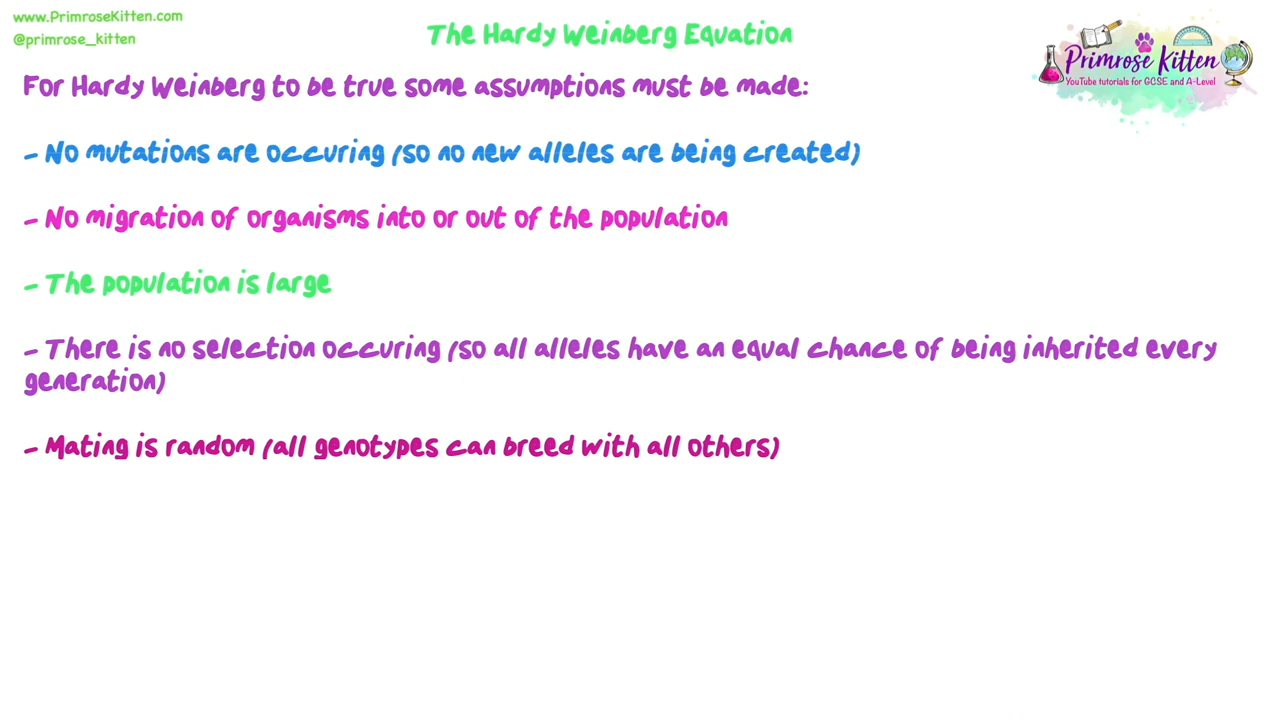 www.PrimroseKitten.com
@primrose_kitten
The Hardy Weinberg Equation
Primrose Kitten
YouTube tutorials for GCSE and A-Level
For Hardy Weinberg to be true some assumptions must be made:
- No mutations are occuring (so no new alleles are being created)
- No migration of organisms into or out of the population
- The population is large
- There is no selection occuring (so all alleles have an equal chance of being inherited every
generation)
- Mating is random (all genotypes can breed with all others)